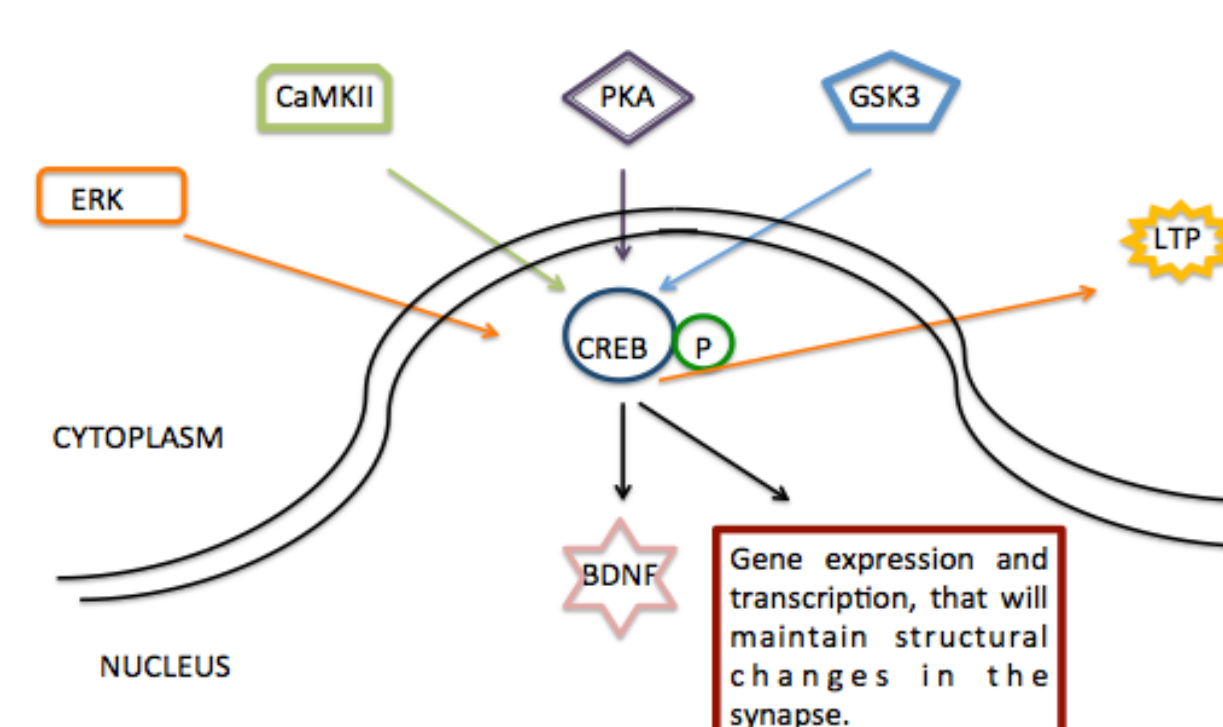 CaMKII
PKA
GSK3
ERK
LTP
CREB
P
CYTOPLASM
BDNF
Gene expression and
transcription, that will
maintain structural
changes in the
synapse.
NUCLEUS